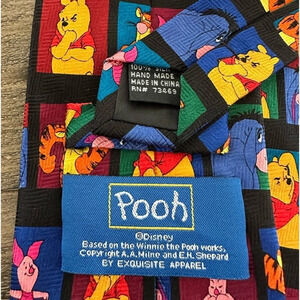 100% SILK
HAND MADE
MADE IN CHINA
RN# 73469
Pooh
©Disney
Based on the Winnie the Pooh works,
Copyright A.A. Milne and E.H. Shepard
BY EXQUISITE APPAREL